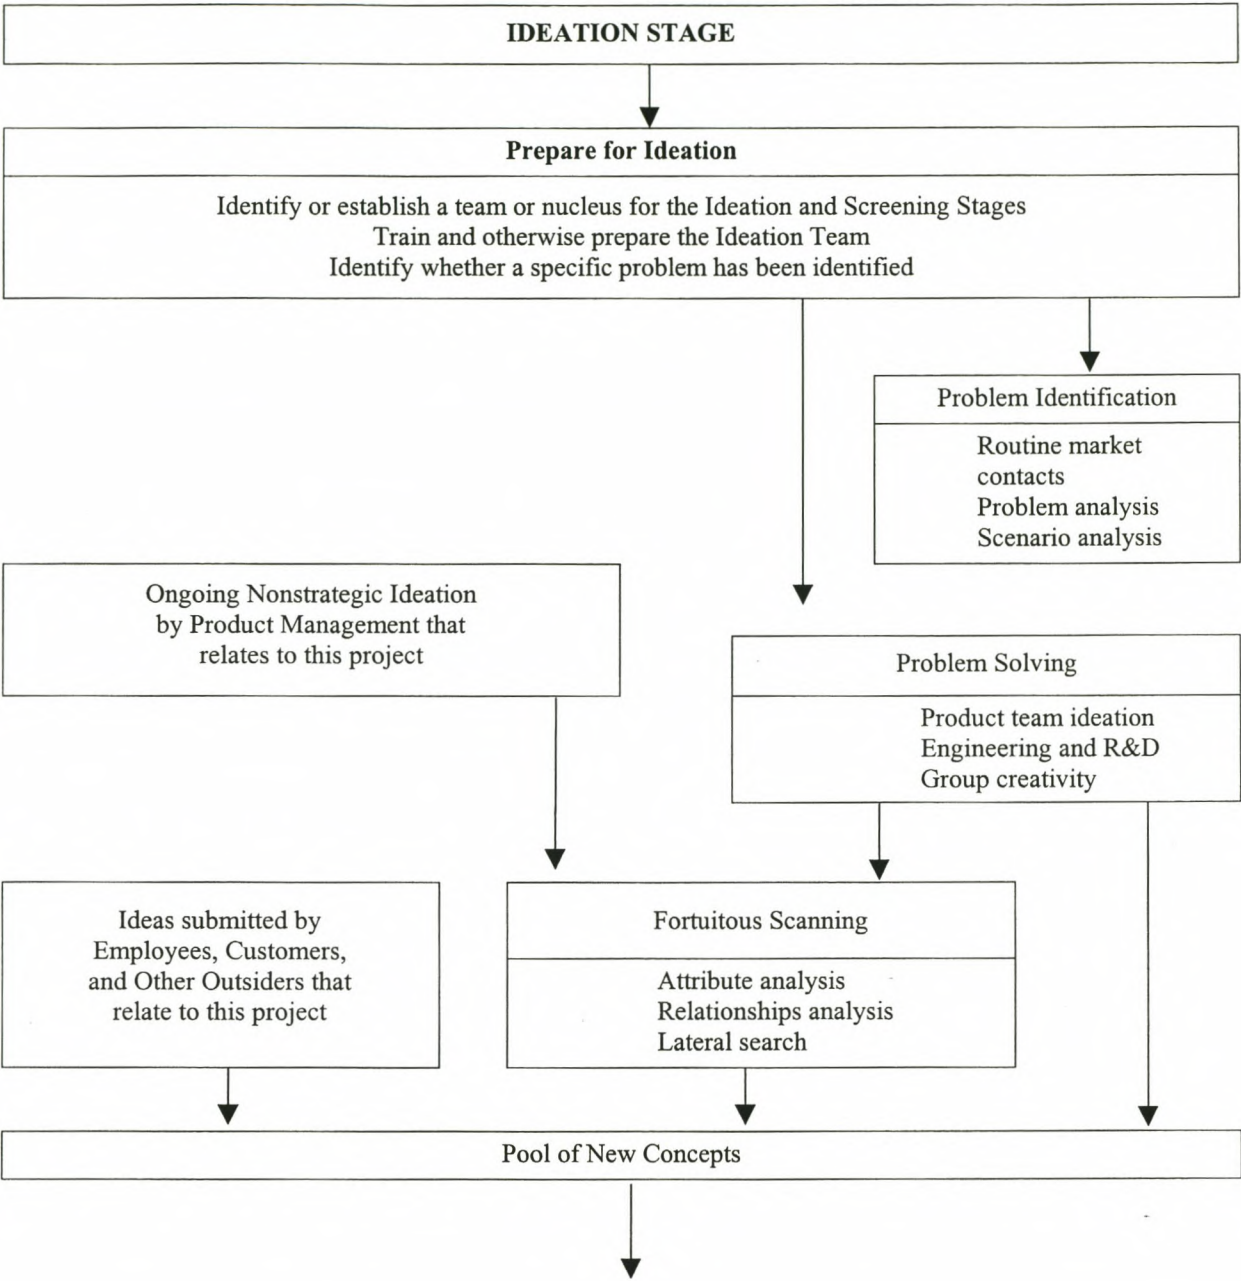 IDEATION STAGE
Prepare for Ideation
Identify or establish a team or nucleus for the Ideation and Screening Stages
Train and otherwise prepare the Ideation Team
Identify whether a specific problem has been identified
Problem Identification
Routine market
contacts
Problem analysis
Scenario analysis
Ongoing Nonstrategic Ideation
by Product Management that
relates to this project
Problem Solving
Product team ideation
Engineering and R&D
Group creativity
Ideas submitted by
Employees, Customers,
and Other Outsiders that
relate to this project
Fortuitous Scanning
Attribute analysis
Relationships analysis
Lateral search
Pool of New Concepts